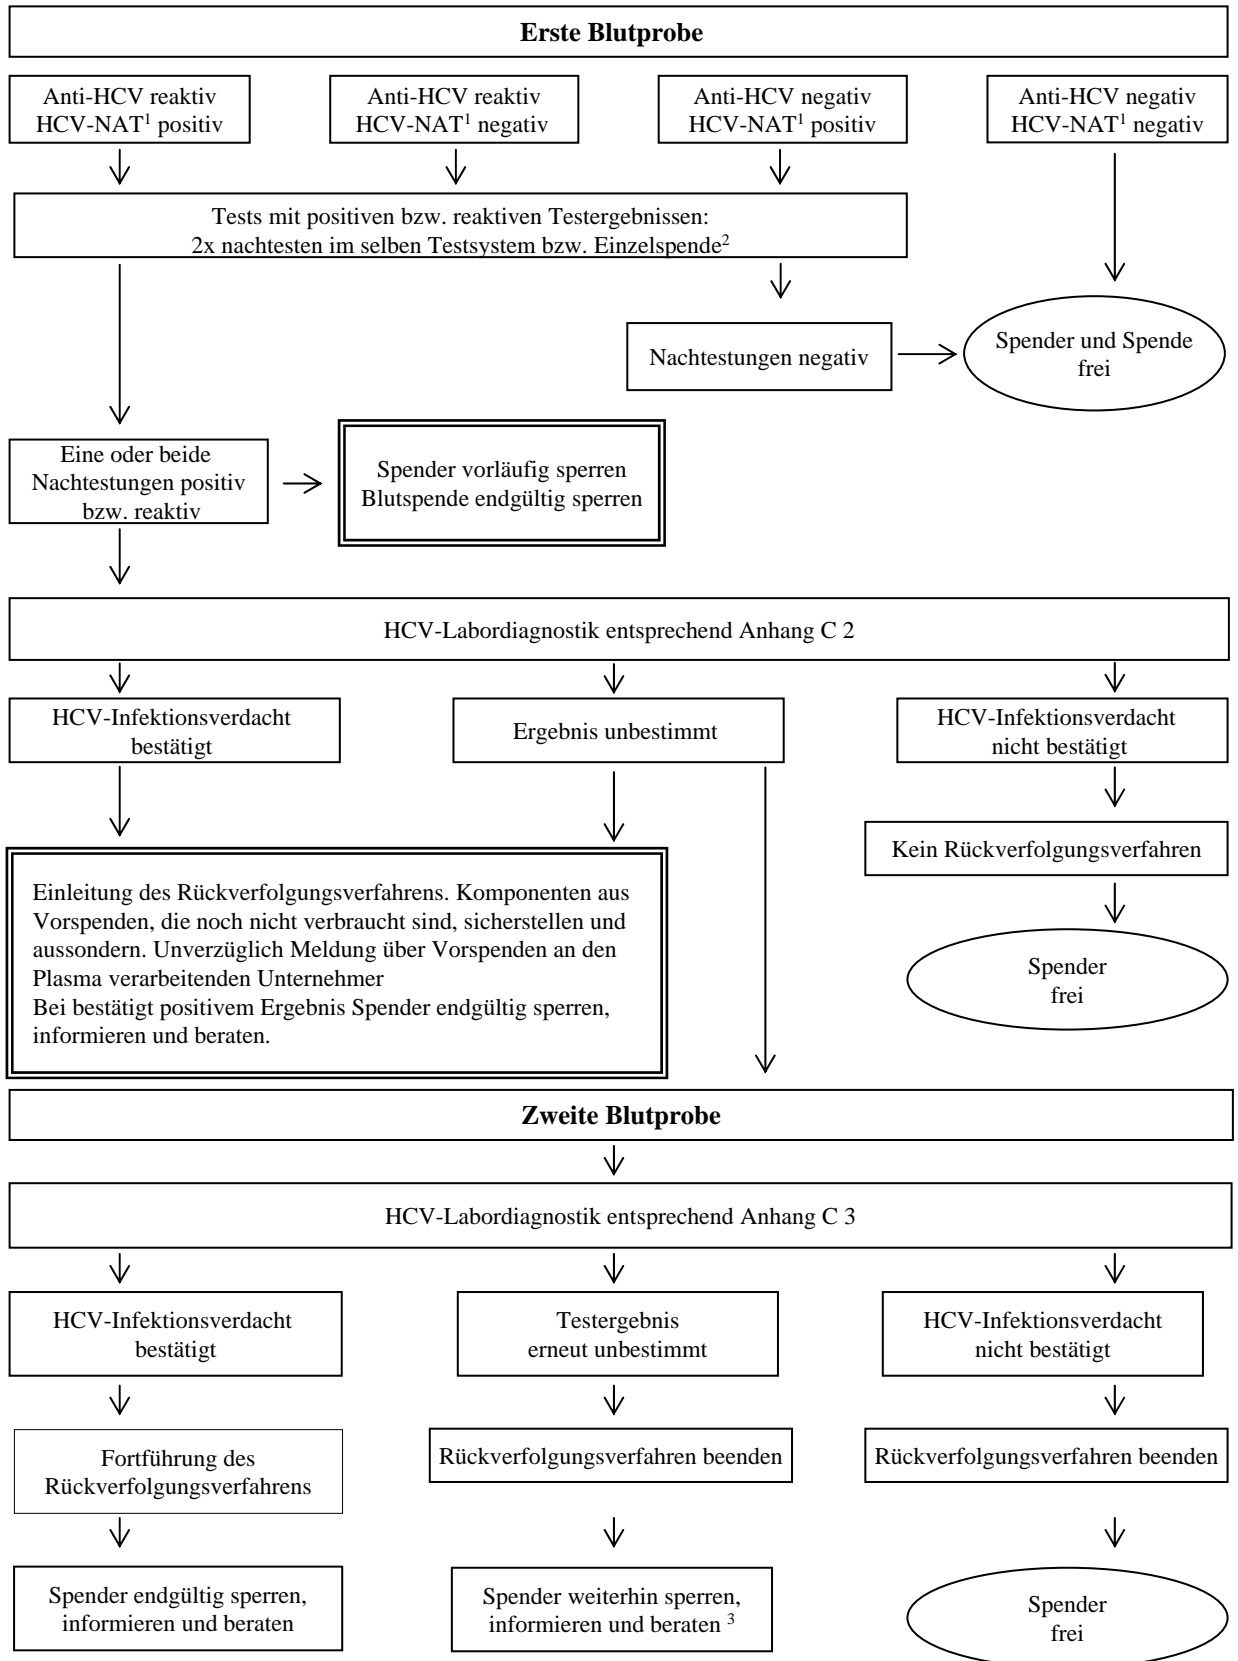 Erste Blutprobe
Anti-HCV reaktiv
HCV-NAT¹ positiv
Anti-HCV reaktiv
HCV-NAT¹ negativ
Anti-HCV negativ
HCV-NAT¹ positiv
Anti-HCV negativ
HCV-NAT¹ negativ
Tests mit positiven bzw. reaktiven Testergebnissen:
2x nachtesten im selben Testsystem bzw. Einzelspende²
Nachtestungen negativ
Spender und Spende
frei
Eine oder beide
Nachtestungen positiv
bzw. reaktiv
Spender vorläufig sperren
Blutspende endgültig sperren
HCV-Labordiagnostik entsprechend Anhang C 2
HCV-Infektionsverdacht
bestätigt
Ergebnis unbestimmt
HCV-Infektionsverdacht
nicht bestätigt
Kein Rückverfolgungsverfahren
Einleitung des Rückverfolgungsverfahrens. Komponenten aus
Vorspenden, die noch nicht verbraucht sind, sicherstellen und
aussondern. Unverzüglich Meldung über Vorspenden an den
Plasma verarbeitenden Unternehmer
Bei bestätigt positivem Ergebnis Spender endgültig sperren,
informieren und beraten.
Spender
frei
Zweite Blutprobe
HCV-Labordiagnostik entsprechend Anhang C 3
HCV-Infektionsverdacht
bestätigt
Testergebnis
erneut unbestimmt
HCV-Infektionsverdacht
nicht bestätigt
Fortführung des
Rückverfolgungsverfahrens
Rückverfolgungsverfahren beenden
Rückverfolgungsverfahren beenden
Spender endgültig sperren,
informieren und beraten
Spender weiterhin sperren,
informieren und beraten ³
Spender
frei